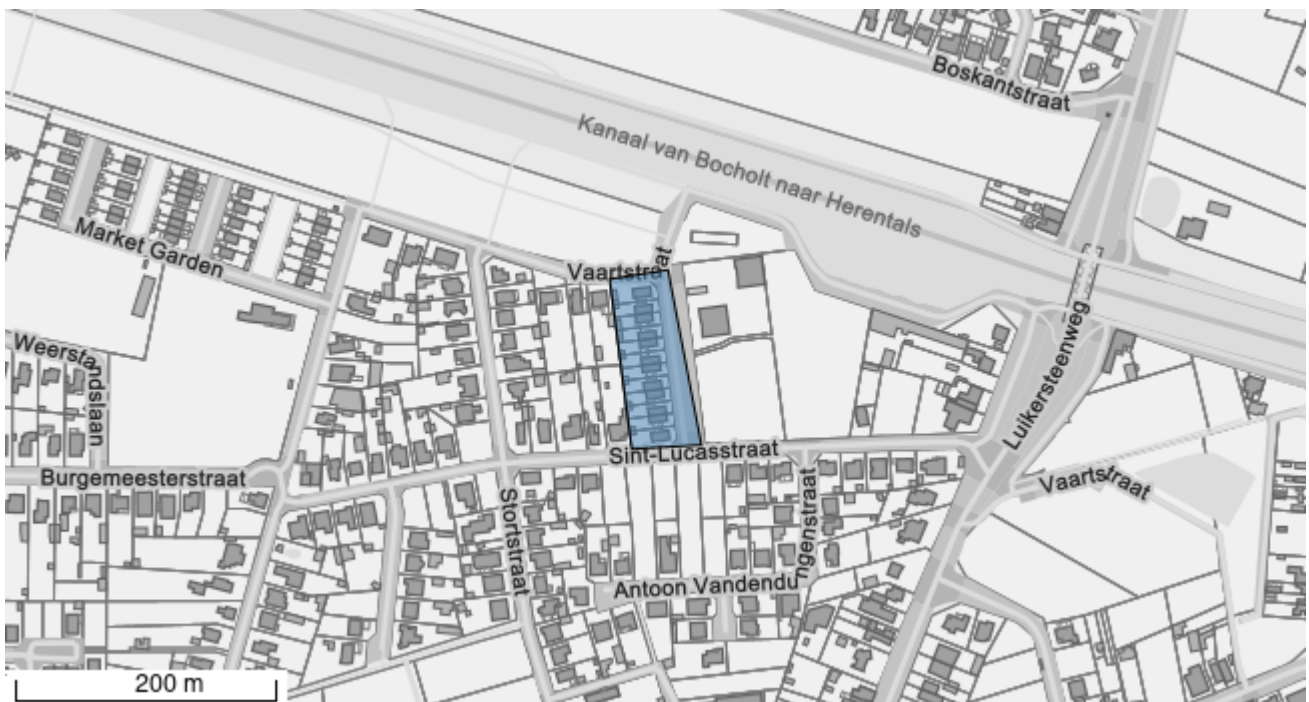 Boskantstraat
Kanaal van Bocholt naar Herentals
Market Garden
Vaartstraat
Weerstandslaan
Luikersteenweg
Sint-Lucasstraat
Burgemeesterstraat
Vaartstraat
Stortstraat
ngenstraat
Antoon Vandendu
200 m